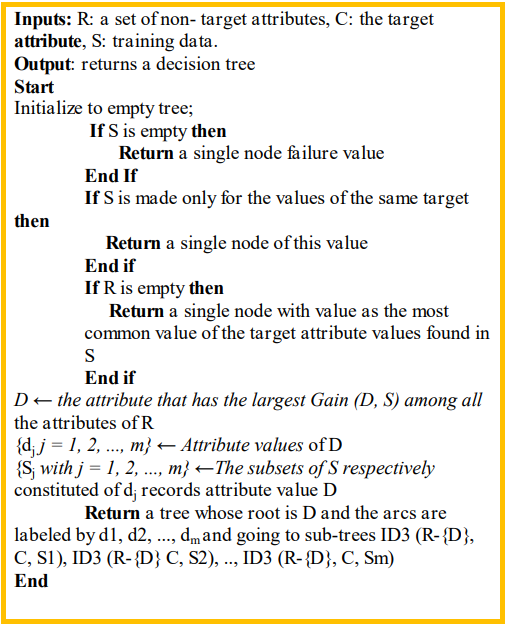 Inputs: R: a set of non- target attributes, C: the target
attribute, S: training data.
Output: returns a decision tree
Start
Initialize to empty tree;
If S is empty then
Return a single node failure value
End If
If S is made only for the values of the same target
then
Return a single node of this value
End if
If R is empty then
Return a single node with value as the most
common value of the target attribute values found in
S
End if
D ← the attribute that has the largest Gain (D, S) among all
the attributes of R
{dj j = 1, 2, ..., m} ← Attribute values of D
{Sj with j = 1, 2, ..., m} ←The subsets of S respectively
constituted of dj records attribute value D
Return a tree whose root is D and the arcs are
labeled by d1, d2, ..., dm and going to sub-trees ID3 (R-{D},
C, S1), ID3 (R-{D} C, S2), .., ID3 (R-{D}, C, Sm)
End